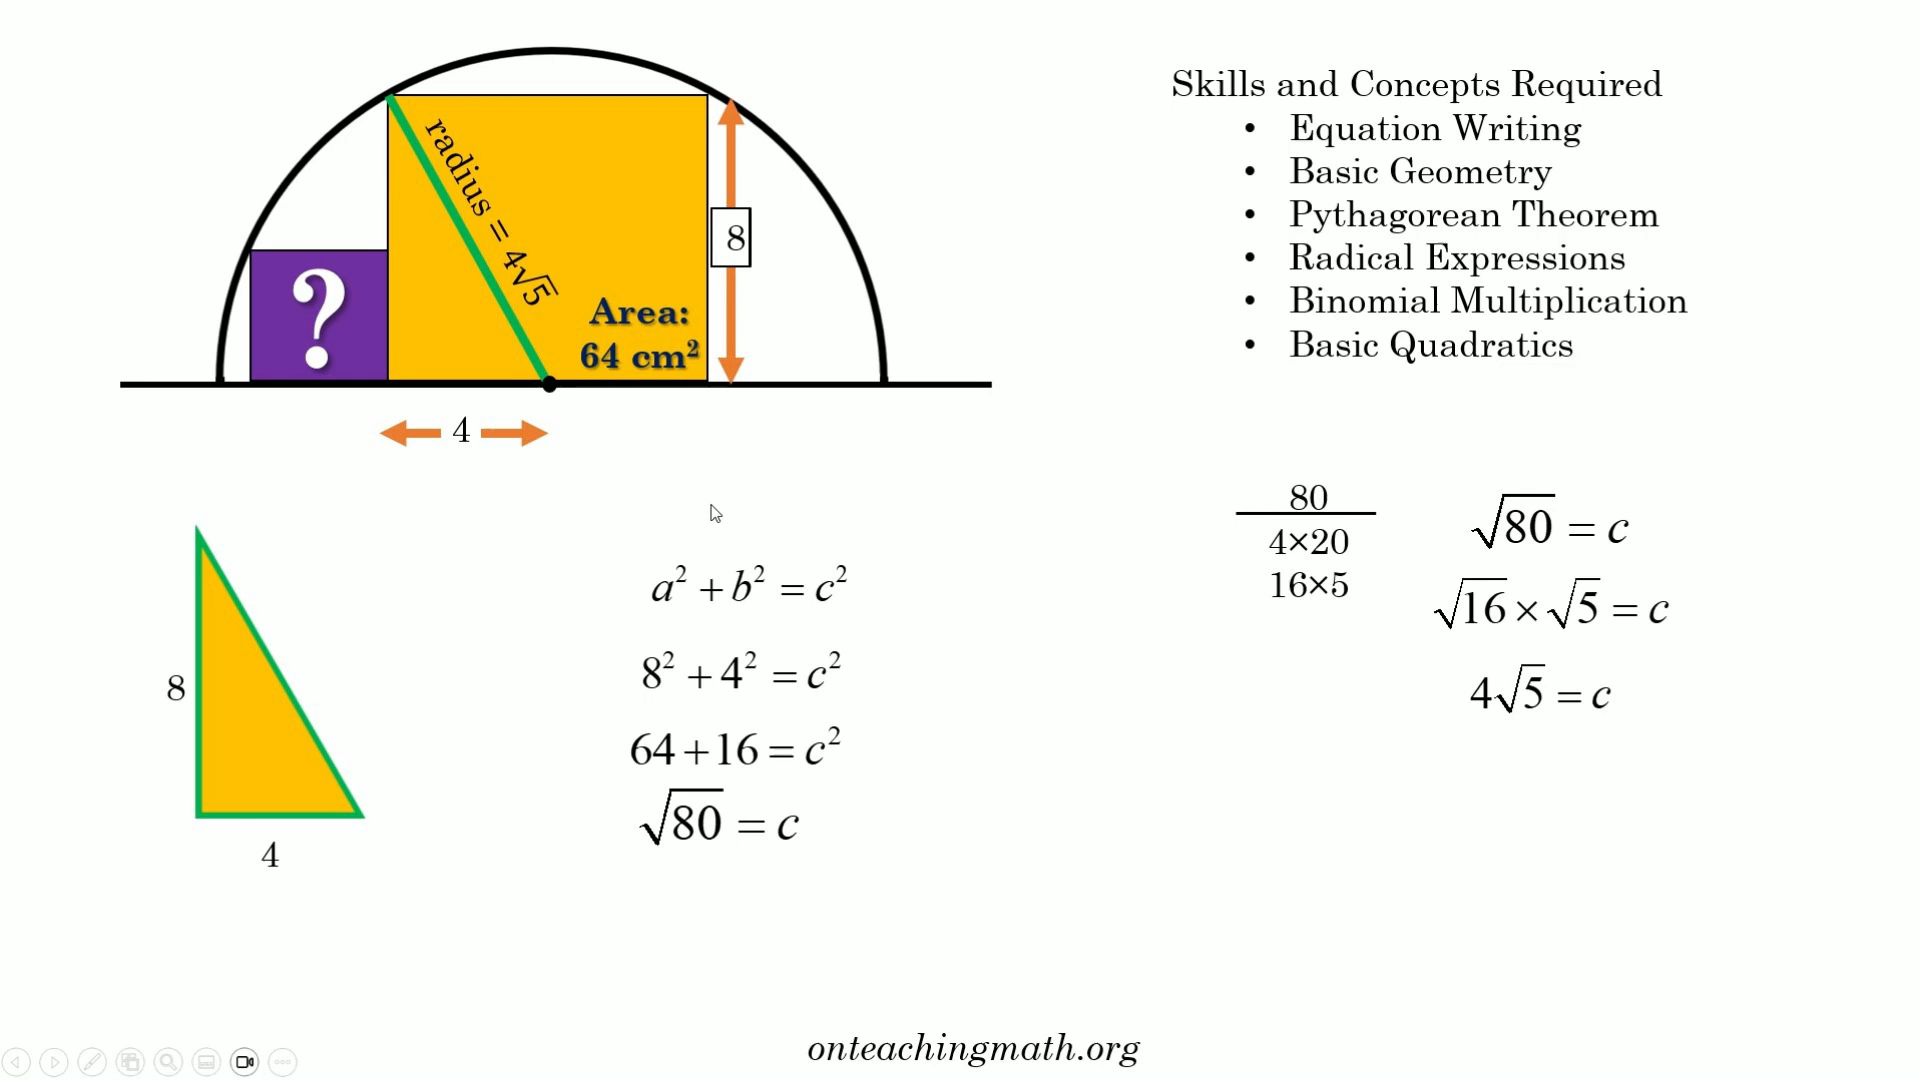 radius = 4√5
?
8
Area:
64 cm²
4
Skills and Concepts Required
• Equation Writing
• Basic Geometry
• Pythagorean Theorem
• Radical Expressions
• Binomial Multiplication
• Basic Quadratics
8
4
a² + b² = c²
8² + 4² = c²
64 + 16 = c²
√80 = c
80
4×20
16×5
√80 = c
√16 × √5 = c
4√5 = c
onteachingmath.org